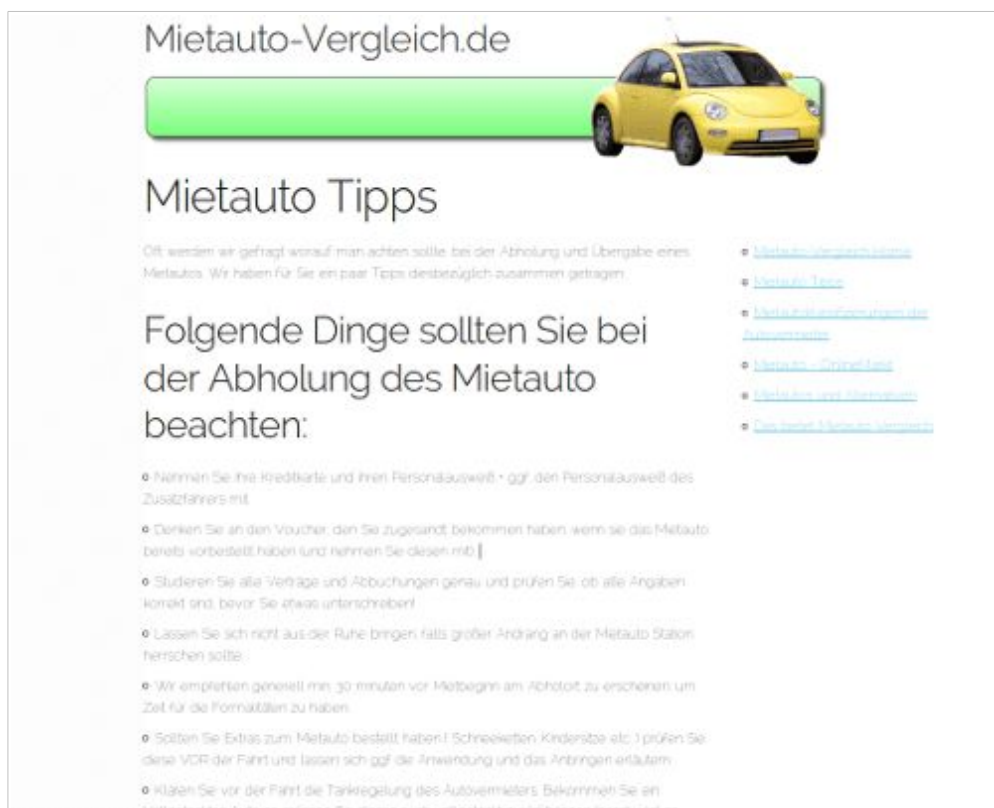 Mietauto-Vergleich.de
Mietauto Tipps
Oft werden wir gefragt worauf man achten sollte, bei der Abholung und Übergabe eines
Mietautos. Wir haben für Sie ein paar Tipps diesbezüglich zusammen getragen.
Folgende Dinge sollten Sie bei
der Abholung des Mietauto
beachten:
Nehmen Sie ihre Kreditkarte und ihren Personalausweiß + ggf. den Personalausweiß des
Zusatzfahrers mit
Denken Sie an den Voucher, den Sie zugesandt bekommen haben, wenn sie das Mietauto
bereits vorbestellt haben (und nehmen Sie diesen mit)
Studieren Sie alle Verträge und Abbuchungen genau und prüfen Sie, ob alle Angaben
korrekt sind, bevor Sie etwas unterschreiben!
Lassen Sie sich nicht aus der Ruhe bringen, falls großer Andrang an der Mietauto Station
herrschen sollte.
Wir empfehlen generell min. 30 minuten vor Mietbeginn am Abholort zu erscheinen, um
Zeit für die Formalitäten zu haben.
Sollten Sie Extras zum Mietauto bestellt haben ( Schneeketten, Kindersitze etc. ) prüfen Sie
diese VOR der Fahrt und lassen sich ggf. die Anwendung und das Anbringen erläutern
Klären Sie vor der Fahrt die Tankregelung des Autovermieters. Bekommen Sie ein
Mietauto-Vergleich Home
Mietauto Tipps
der
Autovermieter
Mietauto -
Mietautos und Alternativen
Das bietet Mietauto Vergleich